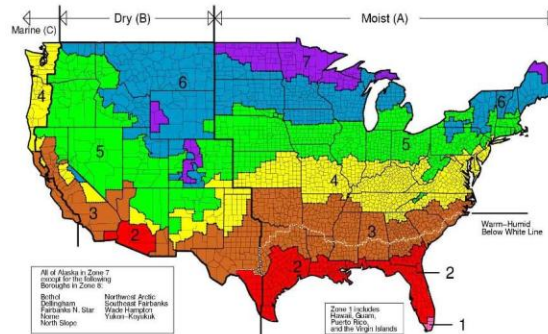 Marine (C)
Dry (B)
Moist (A)
7
6
6
4
5
5
4
3
3
2
2
2
1
Warm-Humid
Below White Line
All of Alaska in Zone 7
except for the following
Boroughs in Zone 8:
Bethel Northwest Arctic
Dellingham Southeast Fairbanks
Fairbanks N. Star Wade Hampton
Nome Yukon-Koyukuk
North Slope
Zone 1 includes
Hawaii, Guam,
Puerto Rico,
and the Virgin Islands